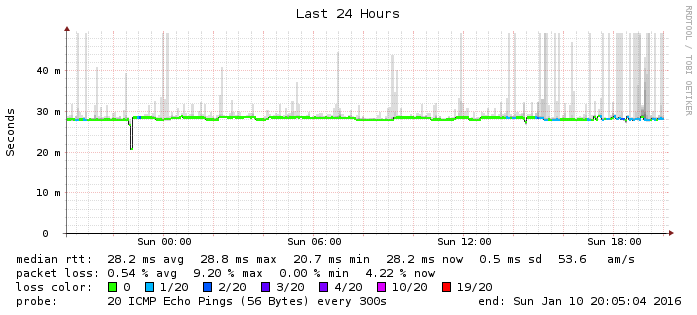 Last 24 Hours
RRDTOOL / TOBI OETIKER
Seconds
40 m
30 m
20 m
10 m
0
Sun 00:00 Sun 06:00 Sun 12:00 Sun 18:00
median rtt: 28.2 ms avg 28.8 ms max 20.7 ms min 28.2 ms now 0.5 ms sd 53.6 am/s
packet loss: 0.54 % avg 9.20 % max 0.00 % min 4.22 % now
loss color: 0 1/20 2/20 3/20 4/20 10/20 19/20
probe: 20 ICMP Echo Pings (56 Bytes) every 300s end: Sun Jan 10 20:05:04 2016